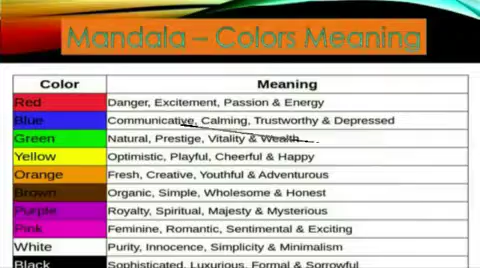 Mandala – Colors Meaning
Color Meaning
Red Danger, Excitement, Passion & Energy
Blue Communicative, Calming, Trustworthy & Depressed
Green Natural, Prestige, Vitality & Wealth
Yellow Optimistic, Playful, Cheerful & Happy
Orange Fresh, Creative, Youthful & Adventurous
Brown Organic, Simple, Wholesome & Honest
Purple Royalty, Spiritual, Majesty & Mysterious
Pink Feminine, Romantic, Sentimental & Exciting
White Purity, Innocence, Simplicity & Minimalism
Black Sophisticated, Luxurious, Formal & Sorrowful